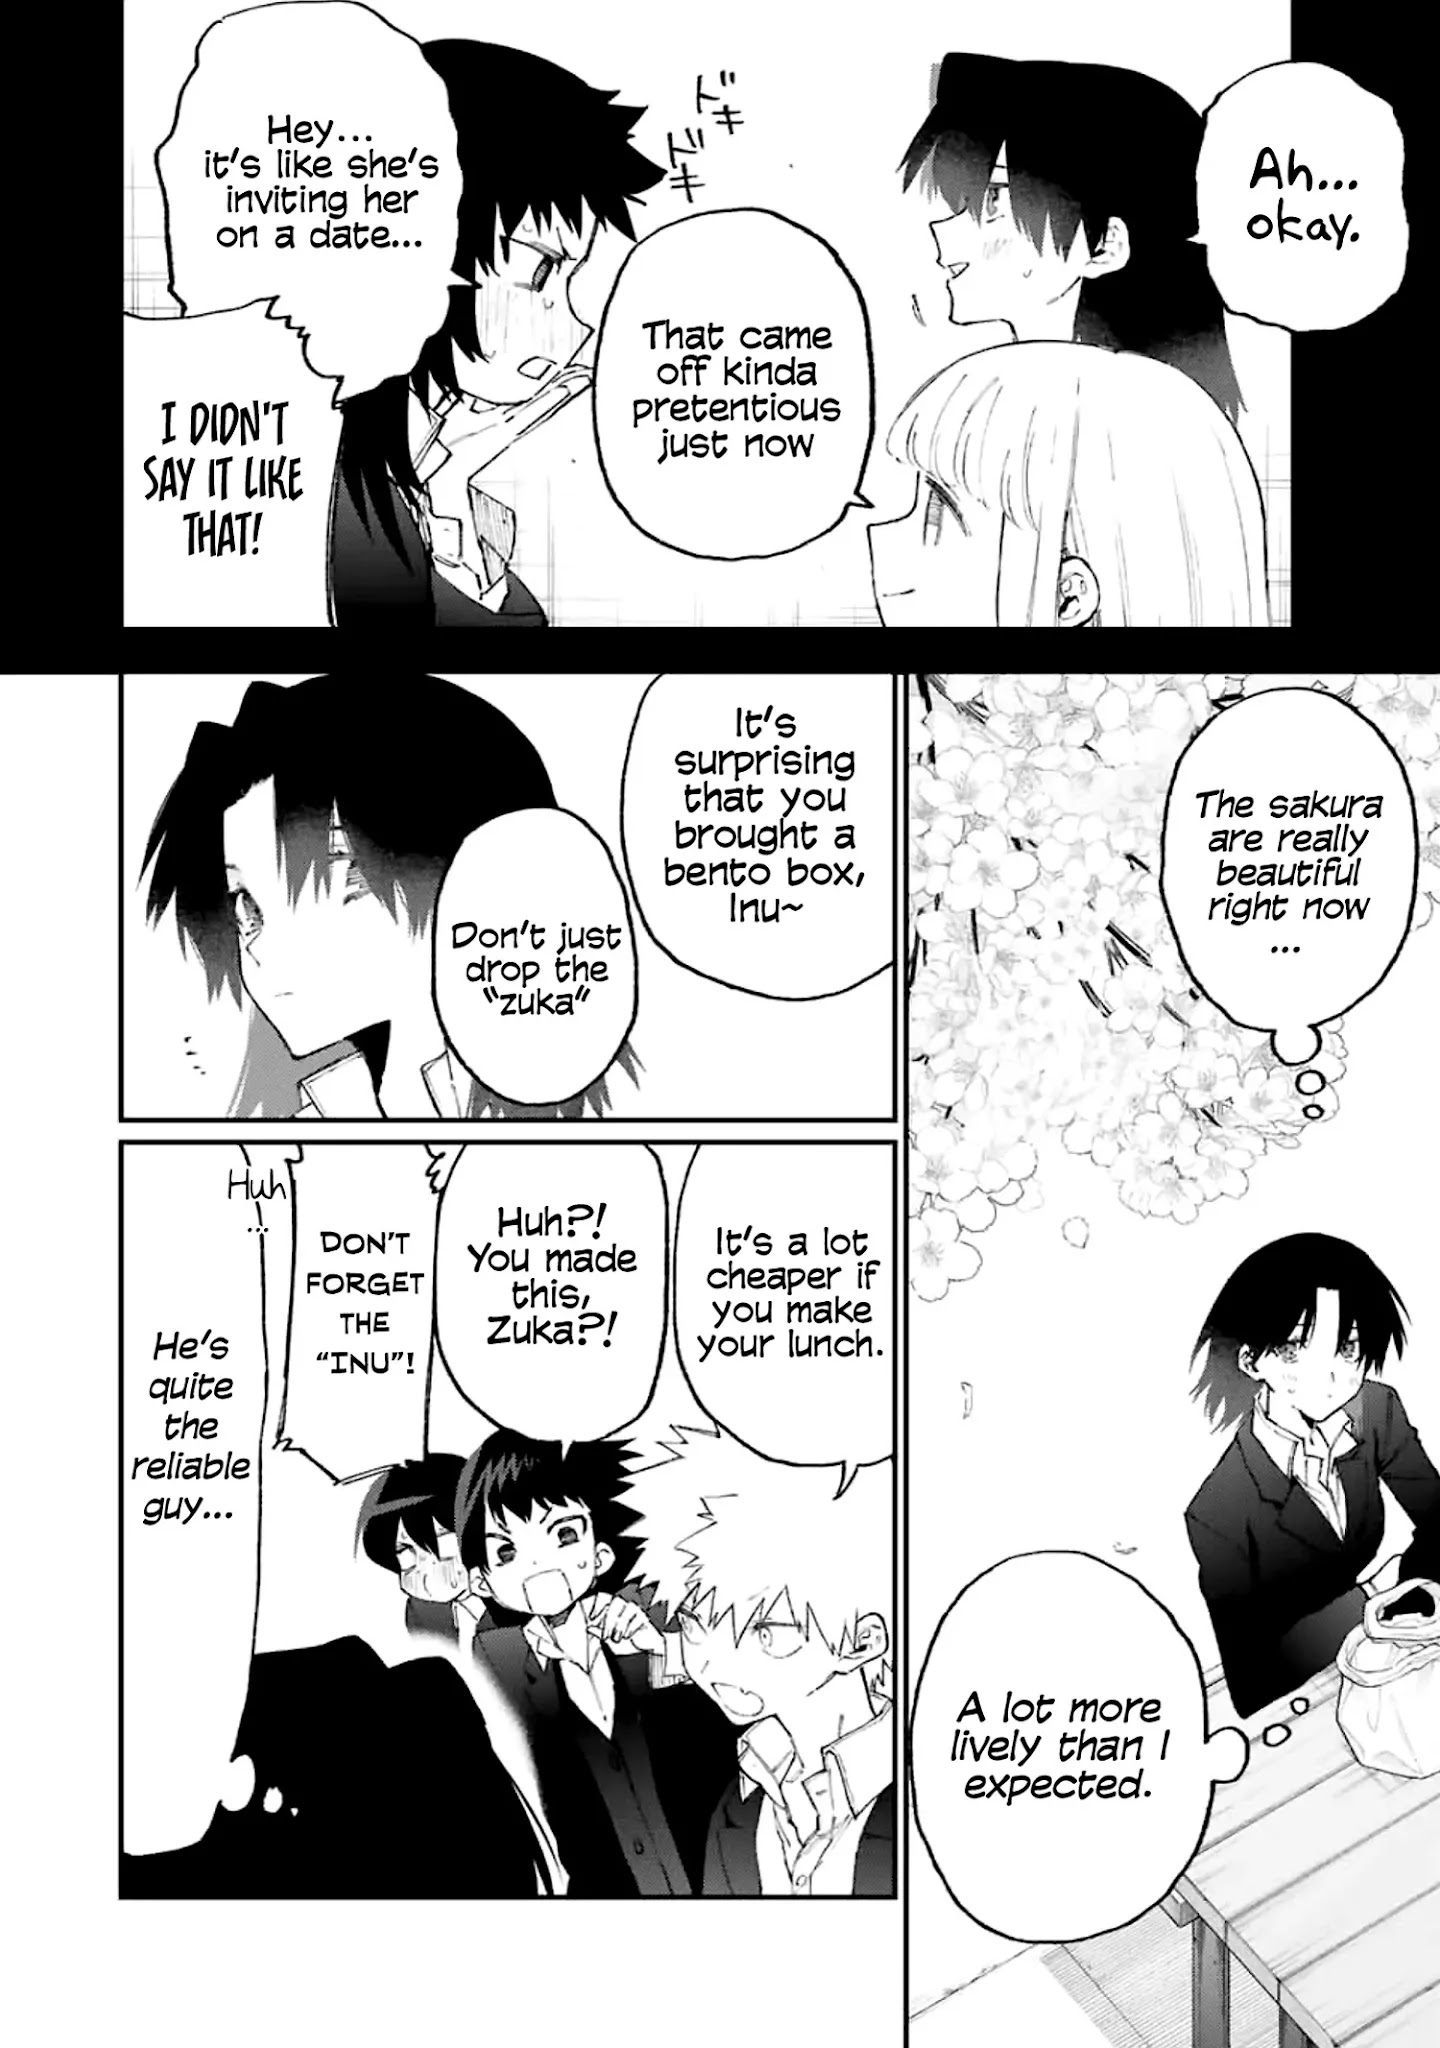 Ah...
okay.
That came
off kinda
pretentious
just now
ドキ
ドキ
Hey...
it's like she's
inviting her
on a date...
I DIDN'T
SAY IT LIKE
THAT!
The sakura
are really
beautiful
right now
...
A lot more
lively than I
expected.
It's
surprising
that you
brought a
bento box,
Inu~
Don't just
drop the
"zuka"
It's a lot
cheaper if
you make
your lunch.
Huh?!
You made
this,
Zuka?!
DON'T
FORGET
THE
"INU"!
Huh
...
He's
quite
the
reliable
guy...